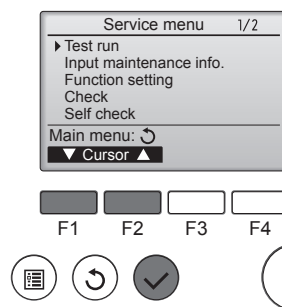 Service menu 1/2
Test run
Input maintenance info.
Function setting
Check
Self check
Main menu:
▼ Cursor ▲
F1 F2 F3 F4